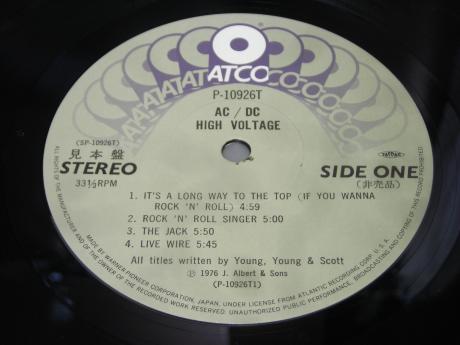 ATCO
P-10926T
AC / DC
HIGH VOLTAGE
(SP-10926T)
見本盤
STEREO
33⅓RPM
SIDE ONE
(非売品)
1. IT'S A LONG WAY TO THE TOP (IF YOU WANNA
ROCK 'N' ROLL) 4:59
2. ROCK 'N' ROLL SINGER 5:00
3. THE JACK 5:50
4. LIVE WIRE 5:45
All titles written by Young, Young & Scott
Ⓟ 1976 J. Albert & Sons
(P-10926T1)
ALL RIGHTS OF THE MANUFACTURER AND OF THE OWNER OF THE RECORDED WORK RESERVED. UNAUTHORIZED PUBLIC PERFORMANCE, BROADCASTING AND COPYING OF THIS RECORD PROHIBITED.
MADE BY WARNER-PIONEER CORPORATION, JAPAN, UNDER LICENSE FROM ATLANTIC RECORDING CORP. U.S.A.